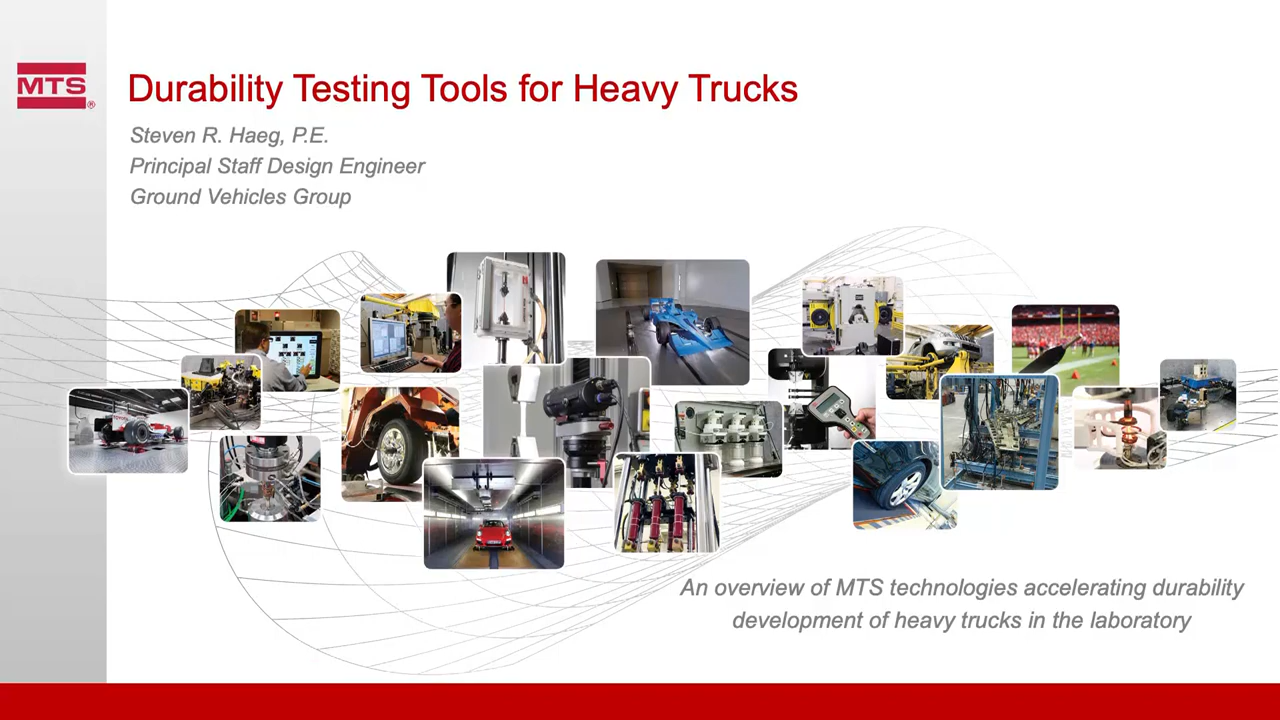 MTS®
Durability Testing Tools for Heavy Trucks
Steven R. Haeg, P.E.
Principal Staff Design Engineer
Ground Vehicles Group
An overview of MTS technologies accelerating durability
development of heavy trucks in the laboratory